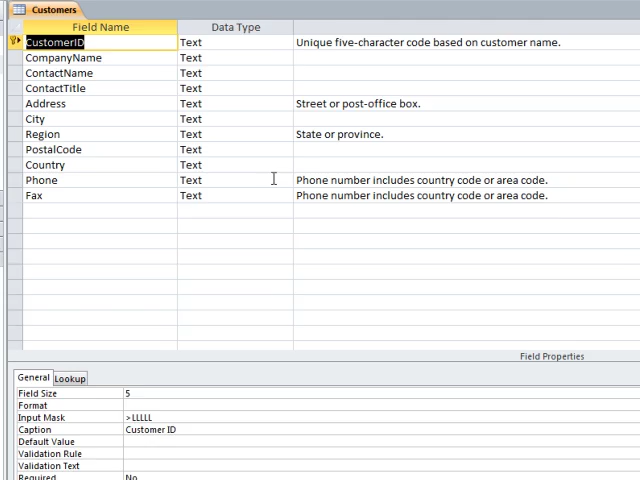 Customers
Field Name Data Type
CustomerID Text Unique five-character code based on customer name.
CompanyName Text
ContactName Text
ContactTitle Text
Address Text Street or post-office box.
City Text
Region Text State or province.
PostalCode Text
Country Text
Phone Text Phone number includes country code or area code.
Fax Text Phone number includes country code or area code.
Field Properties
General Lookup
Field Size 5
Format
Input Mask >LLLLL
Caption Customer ID
Default Value
Validation Rule
Validation Text
Required No